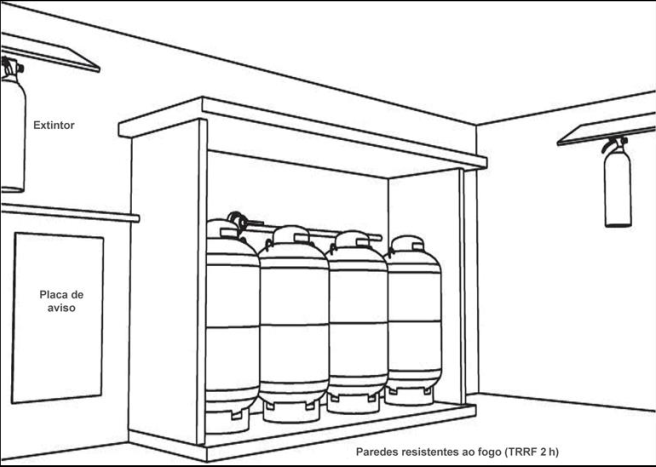 Extintor
Placa de
aviso
Paredes resistentes ao fogo (TRRF 2 h)